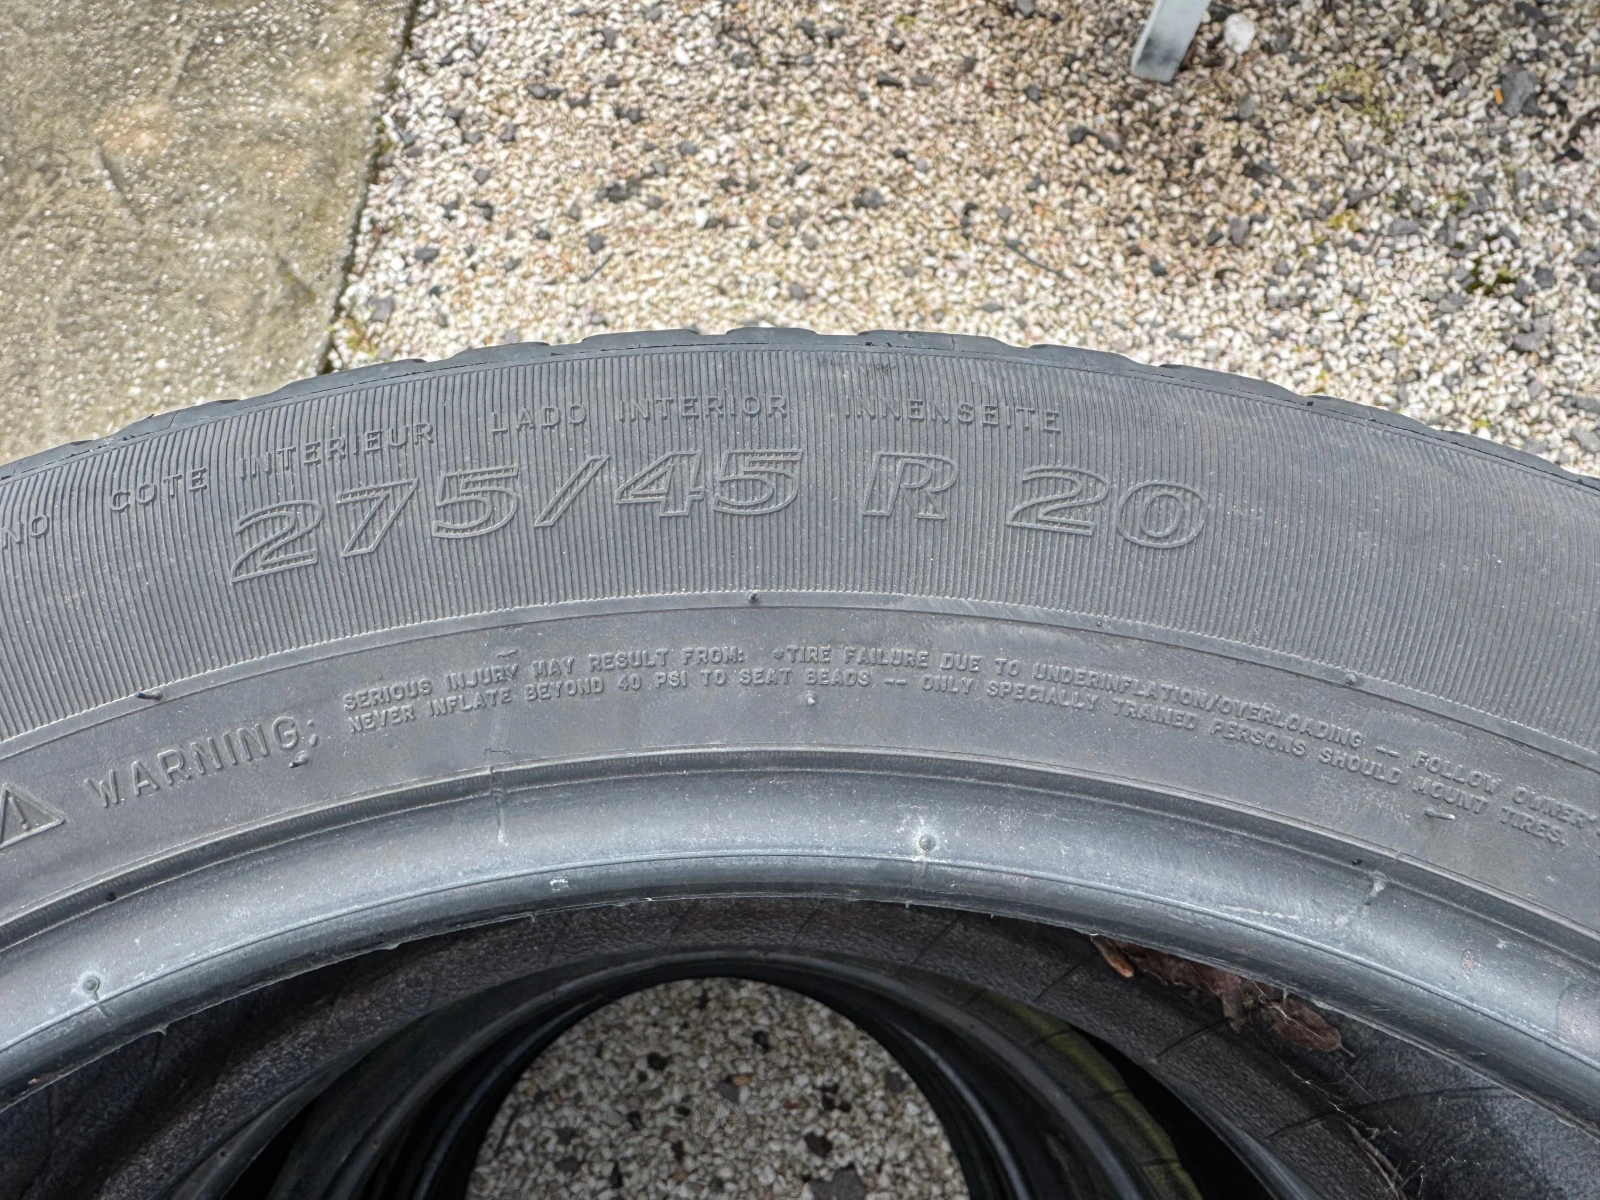 NO COTE INTERIEUR LADO INTERIOR INNENSEITE
275/45 R 20
WARNING:
SERIOUS INJURY MAY RESULT FROM: *TIRE FAILURE DUE TO UNDERINFLATION/OVERLOADING -- FOLLOW OWNER'
NEVER INFLATE BEYOND 40 PSI TO SEAT BEADS -- ONLY SPECIALLY TRAINED PERSONS SHOULD MOUNT TIRES.